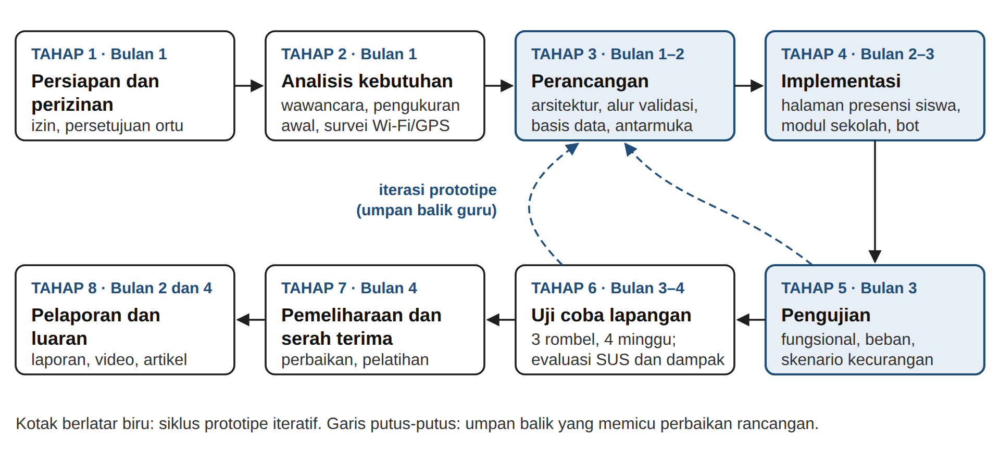 TAHAP 1 · Bulan 1
Persiapan dan
perizinan
izin, persetujuan ortu
TAHAP 2 · Bulan 1
Analisis kebutuhan
wawancara, pengukuran
awal, survei Wi-Fi/GPS
TAHAP 3 · Bulan 1–2
Perancangan
arsitektur, alur validasi,
basis data, antarmuka
TAHAP 4 · Bulan 2–3
Implementasi
halaman presensi siswa,
modul sekolah, bot
iterasi prototipe
(umpan balik guru)
TAHAP 8 · Bulan 2 dan 4
Pelaporan dan
luaran
laporan, video, artikel
TAHAP 7 · Bulan 4
Pemeliharaan dan
serah terima
perbaikan, pelatihan
TAHAP 6 · Bulan 3–4
Uji coba lapangan
3 rombel, 4 minggu;
evaluasi SUS dan dampak
TAHAP 5 · Bulan 3
Pengujian
fungsional, beban,
skenario kecurangan
Kotak berlatar biru: siklus prototipe iteratif. Garis putus-putus: umpan balik yang memicu perbaikan rancangan.